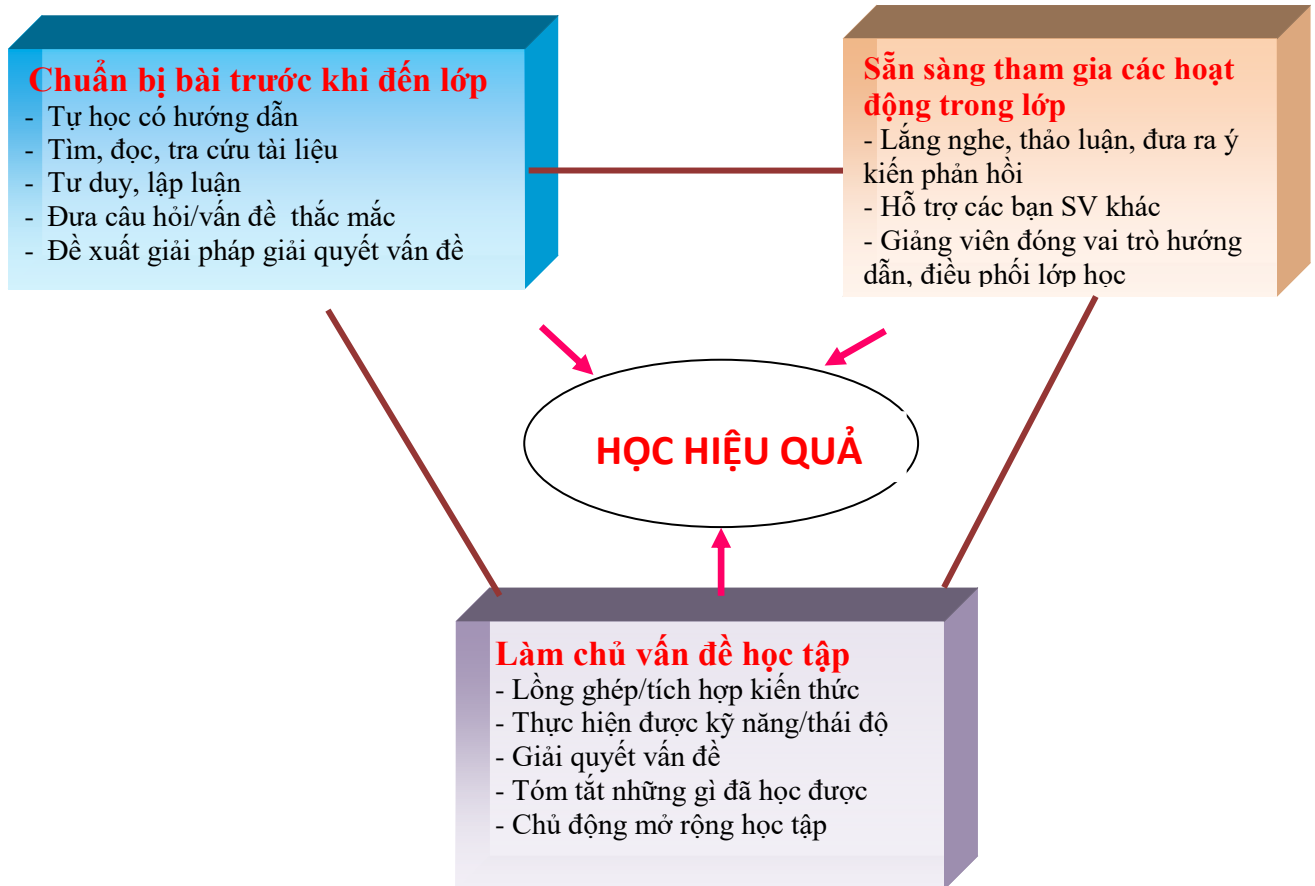 Chuẩn bị bài trước khi đến lớp
- Tự học có hướng dẫn
- Tìm, đọc, tra cứu tài liệu
- Tư duy, lập luận
- Đưa câu hỏi/vấn đề thắc mắc
- Đề xuất giải pháp giải quyết vấn đề
Sẵn sàng tham gia các hoạt
động trong lớp
- Lắng nghe, thảo luận, đưa ra ý
kiến phản hồi
- Hỗ trợ các bạn SV khác
- Giảng viên đóng vai trò hướng
dẫn, điều phối lớp học
HỌC HIỆU QUẢ
Làm chủ vấn đề học tập
- Lồng ghép/tích hợp kiến thức
- Thực hiện được kỹ năng/thái độ
- Giải quyết vấn đề
- Tóm tắt những gì đã học được
- Chủ động mở rộng học tập